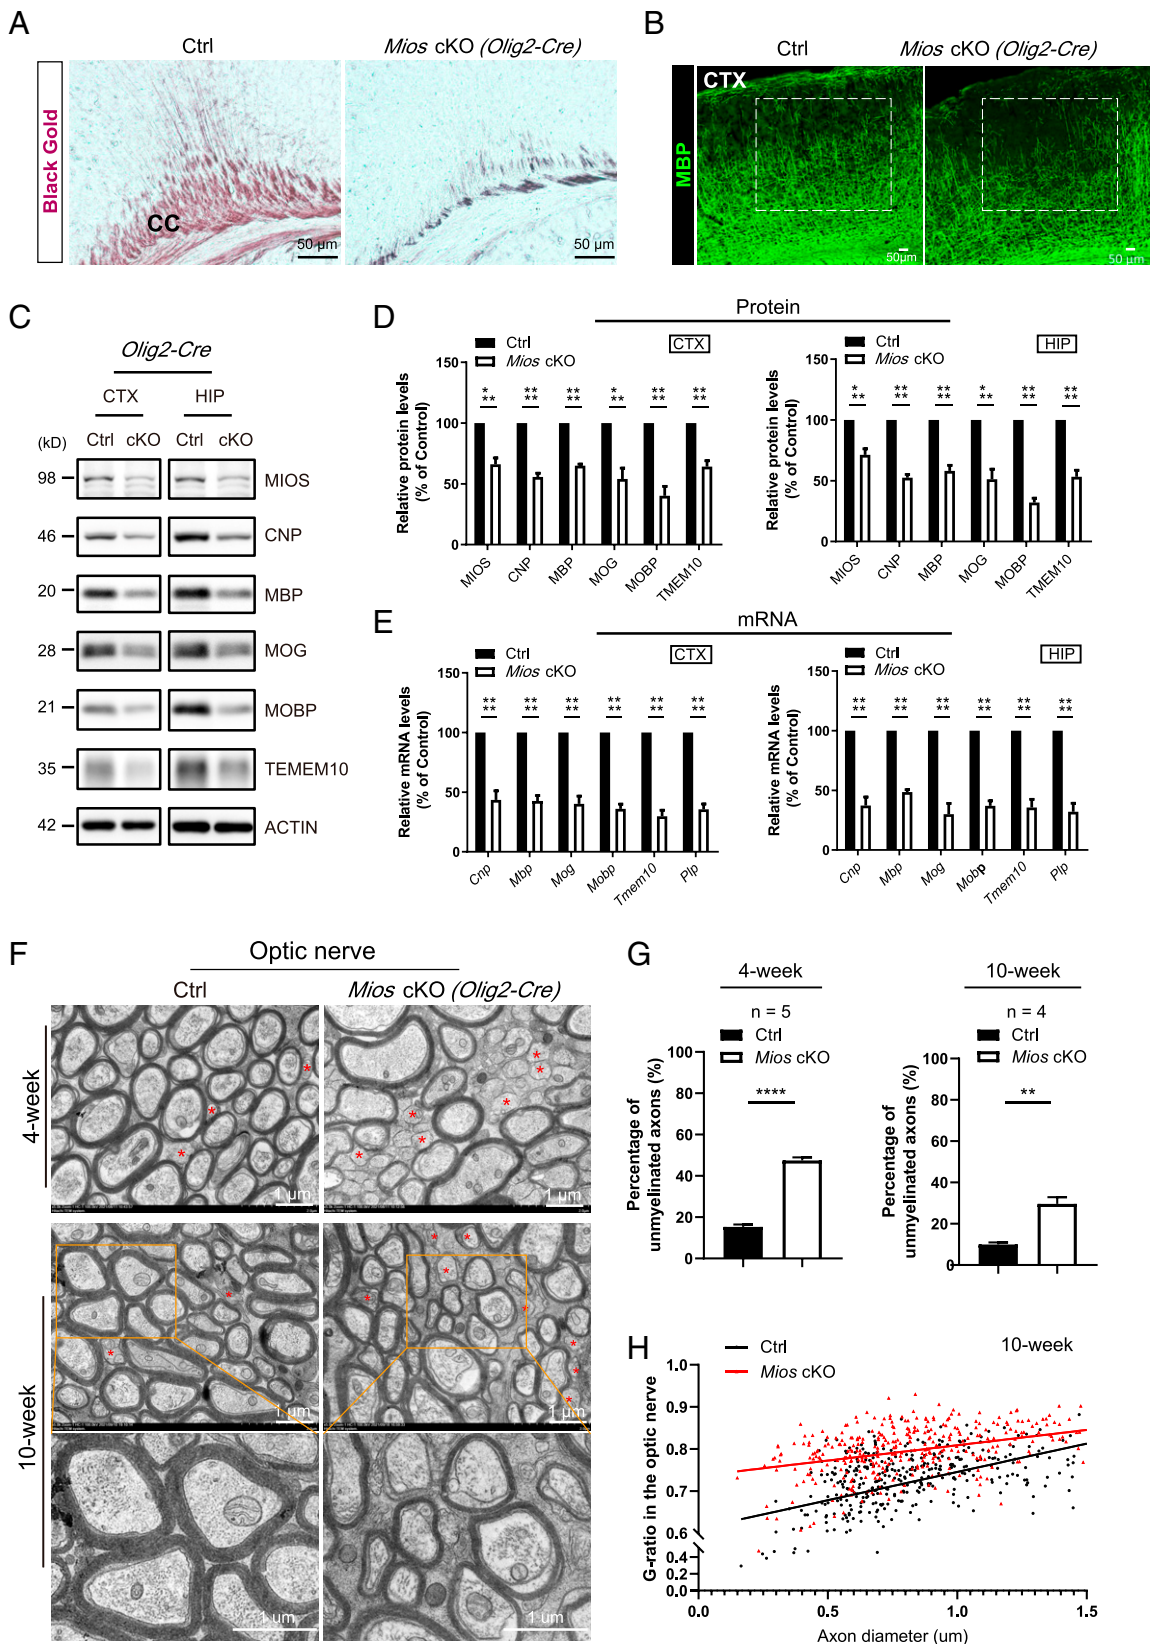 A
Ctrl
Mios cKO (Olig2-Cre)
Black Gold
CC
50 μm
50 μm
B
Ctrl
Mios cKO (Olig2-Cre)
MBP
CTX
50μm
50 μm
C
Olig2-Cre
CTX HIP
(kD) Ctrl cKO Ctrl cKO
98 MIOS
46 CNP
20 MBP
28 MOG
21 MOBP
35 TEMEM10
42 ACTIN
D
Protein
Ctrl
Mios cKO
CTX
Relative protein levels
(% of Control)
150
100
50
0
*
**
**
**
**
**
*
**
**
**
**
**
MIOS CNP MBP MOG MOBP TMEM10
Ctrl
Mios cKO
HIP
Relative protein levels
(% of Control)
150
100
50
0
*
**
**
**
**
**
*
**
**
**
**
**
MIOS CNP MBP MOG MOBP TMEM10
E
mRNA
Ctrl
Mios cKO
CTX
Relative mRNA levels
(% of Control)
150
100
50
0
**
**
**
**
**
**
**
**
**
**
**
**
Cnp Mbp Mog Mobp Tmem10 Plp
Ctrl
Mios cKO
HIP
Relative mRNA levels
(% of Control)
150
100
50
0
**
**
**
**
**
**
**
**
**
**
**
**
Cnp Mbp Mog Mobp Tmem10 Plp
F
Optic nerve
Ctrl
Mios cKO (Olig2-Cre)
4-week
1 μm
1 μm
10-week
1 μm
1 μm
1 μm
1 μm
G
4-week
n = 5
Ctrl
Mios cKO
Percentage of
unmyelinated axons (%)
100
80
60
40
20
0
****
10-week
n = 4
Ctrl
Mios cKO
Percentage of
unmyelinated axons (%)
100
80
60
40
20
0
**
H
Ctrl
Mios cKO
10-week
G-ratio in the optic nerve
1.0
0.9
0.8
0.7
0.6
0.4
0.2
0.0
0.0 0.5 1.0 1.5
Axon diameter (um)